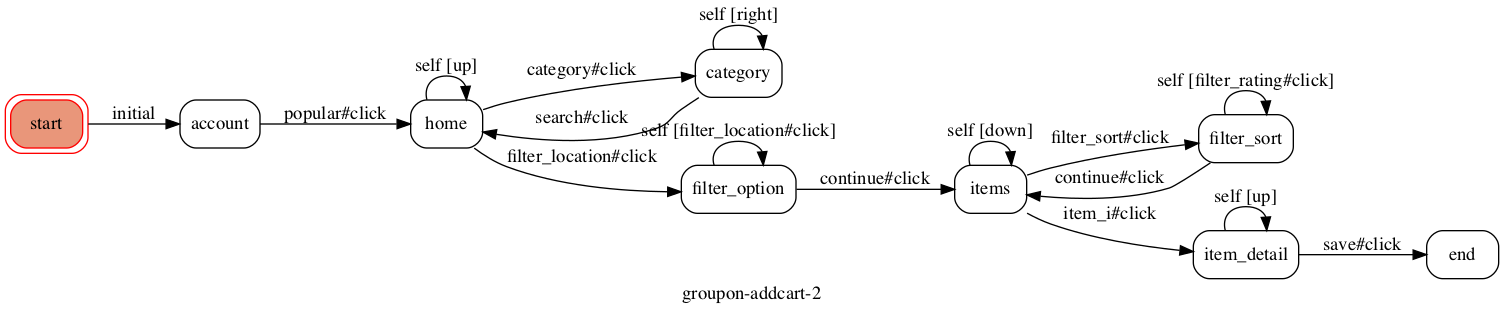 self [right]
category
self [up]
category#click
self [filter_rating#click]
start
initial
account
popular#click
home
search#click
self [filter_location#click]
self [down]
filter_sort#click
filter_sort
filter_location#click
filter_option
continue#click
items
continue#click
item_i#click
self [up]
item_detail
save#click
end
groupon-addcart-2